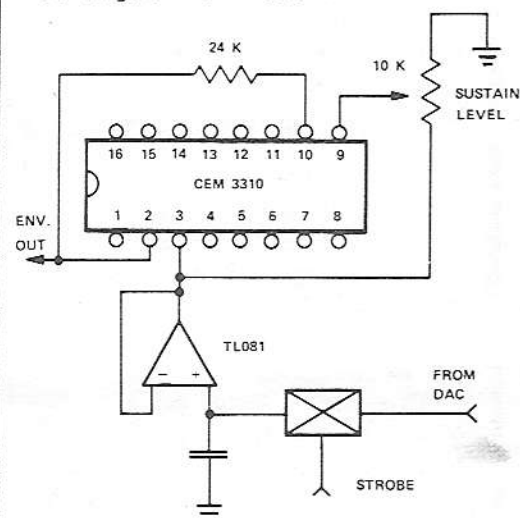 24 K
10 K
SUSTAIN
LEVEL
16 15 14 13 12 11 10 9
CEM 3310
1 2 3 4 5 6 7 8
ENV.
OUT
TL081
− +
FROM
DAC
STROBE